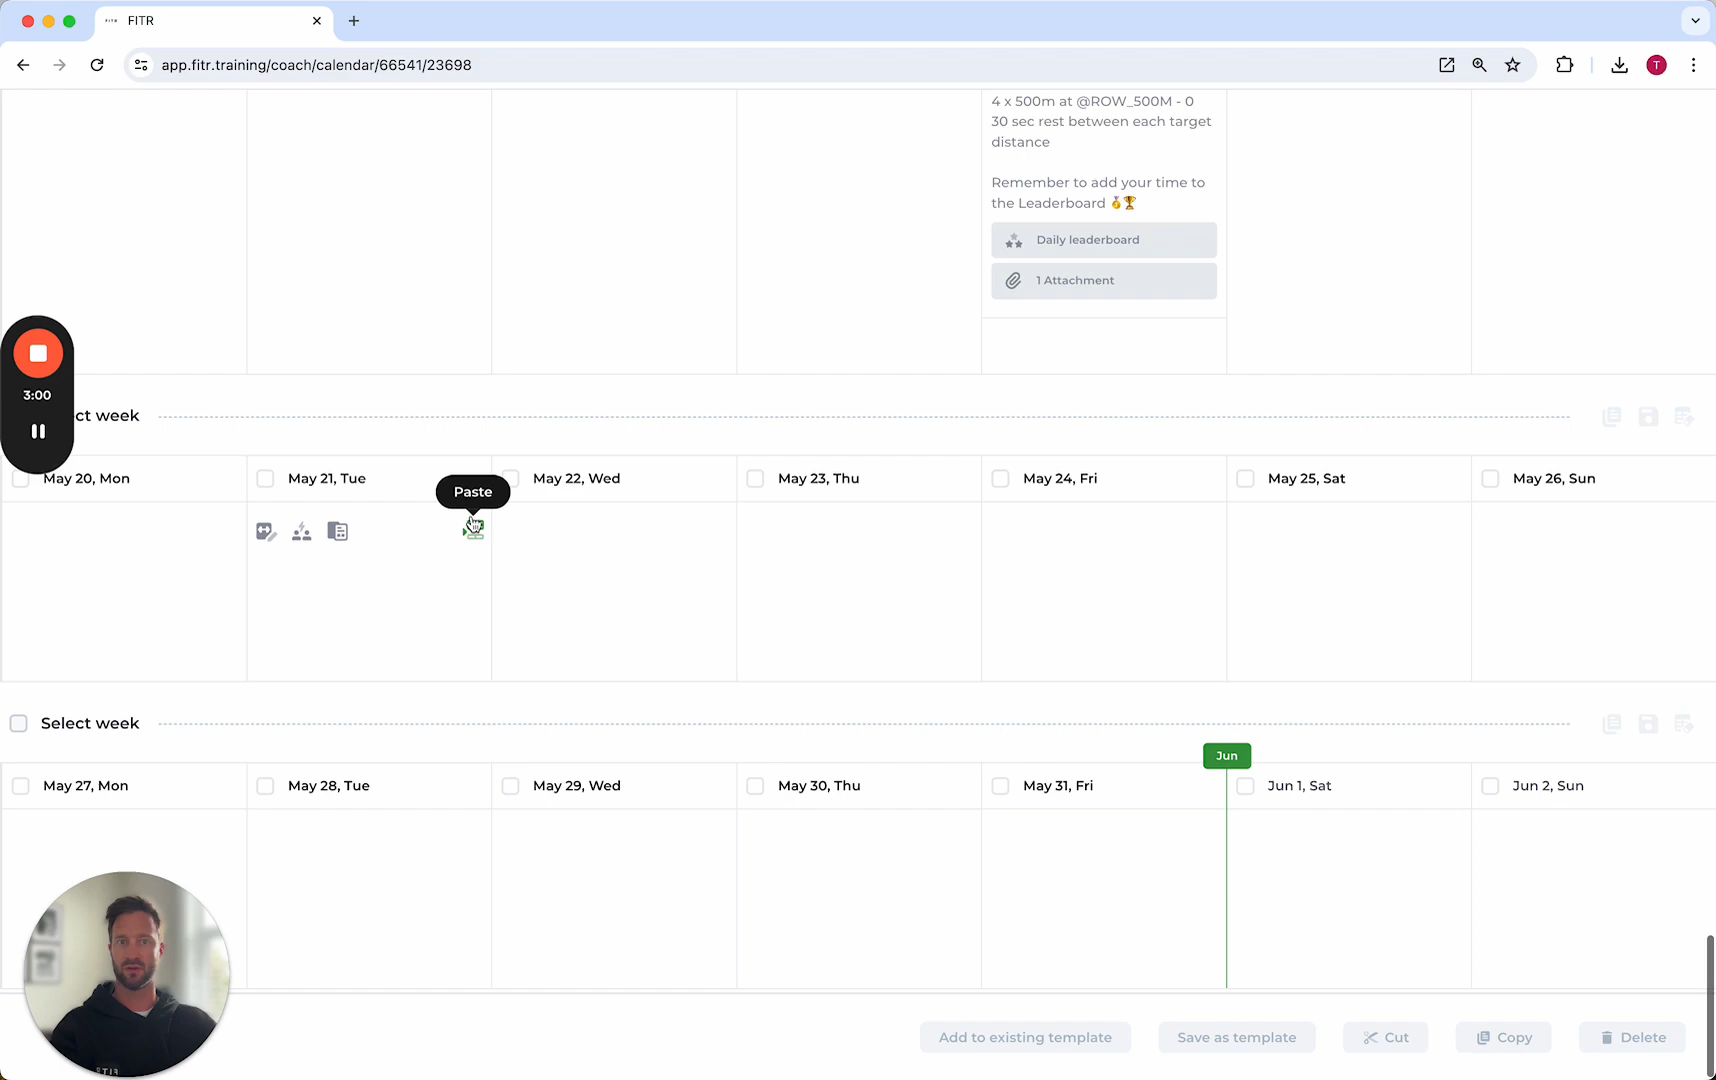 FITR
app.fitr.training/coach/calendar/66541/23698
T
4 x 500m at @ROW_500M - 0
30 sec rest between each target
distance
Remember to add your time to
the Leaderboard 🥇🏆
Daily leaderboard
1 Attachment
3:00
ct week
May 20, Mon
May 21, Tue
May 22, Wed
May 23, Thu
May 24, Fri
May 25, Sat
May 26, Sun
Paste
Select week
Jun
May 27, Mon
May 28, Tue
May 29, Wed
May 30, Thu
May 31, Fri
Jun 1, Sat
Jun 2, Sun
Add to existing template
Save as template
Cut
Copy
Delete